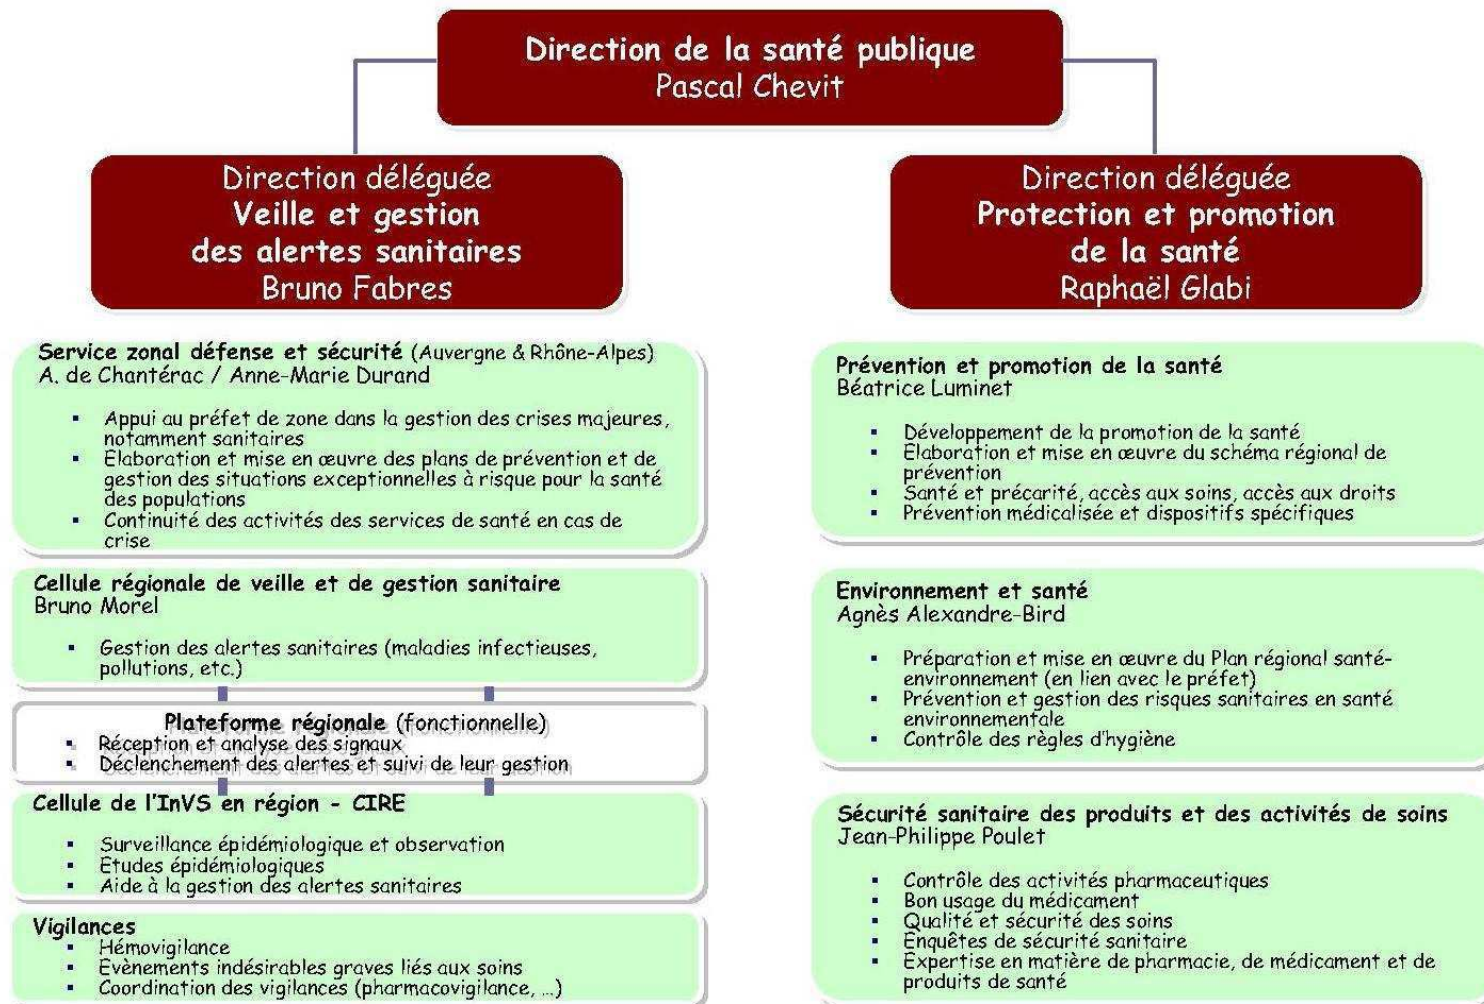 Direction de la santé publique
Pascal Chevit
Direction déléguée
Veille et gestion
des alertes sanitaires
Bruno Fabres
Service zonal défense et sécurité (Auvergne & Rhône-Alpes)
A. de Chantérac / Anne-Marie Durand
▪ Appui au préfet de zone dans la gestion des crises majeures,
notamment sanitaires
▪ Elaboration et mise en œuvre des plans de prévention et de
gestion des situations exceptionnelles à risque pour la santé
des populations
▪ Continuité des activités des services de santé en cas de
crise
Cellule régionale de veille et de gestion sanitaire
Bruno Morel
▪ Gestion des alertes sanitaires (maladies infectieuses,
pollutions, etc.)
Plateforme régionale (fonctionnelle)
▪ Réception et analyse des signaux
▪ Déclenchement des alertes et suivi de leur gestion
Cellule de l'InVS en région - CIRE
▪ Surveillance épidémiologique et observation
▪ Etudes épidémiologiques
▪ Aide à la gestion des alertes sanitaires
Vigilances
▪ Hémovigilance
▪ Evènements indésirables graves liés aux soins
▪ Coordination des vigilances (pharmacovigilance, …)
Direction déléguée
Protection et promotion
de la santé
Raphaël Glabi
Prévention et promotion de la santé
Béatrice Luminet
▪ Développement de la promotion de la santé
▪ Elaboration et mise en œuvre du schéma régional de
prévention
▪ Santé et précarité, accès aux soins, accès aux droits
▪ Prévention médicalisée et dispositifs spécifiques
Environnement et santé
Agnès Alexandre-Bird
▪ Préparation et mise en œuvre du Plan régional santé-
environnement (en lien avec le préfet)
▪ Prévention et gestion des risques sanitaires en santé
environnementale
▪ Contrôle des règles d'hygiène
Sécurité sanitaire des produits et des activités de soins
Jean-Philippe Poulet
▪ Contrôle des activités pharmaceutiques
▪ Bon usage du médicament
▪ Qualité et sécurité des soins
▪ Enquêtes de sécurité sanitaire
▪ Expertise en matière de pharmacie, de médicament et de
produits de santé